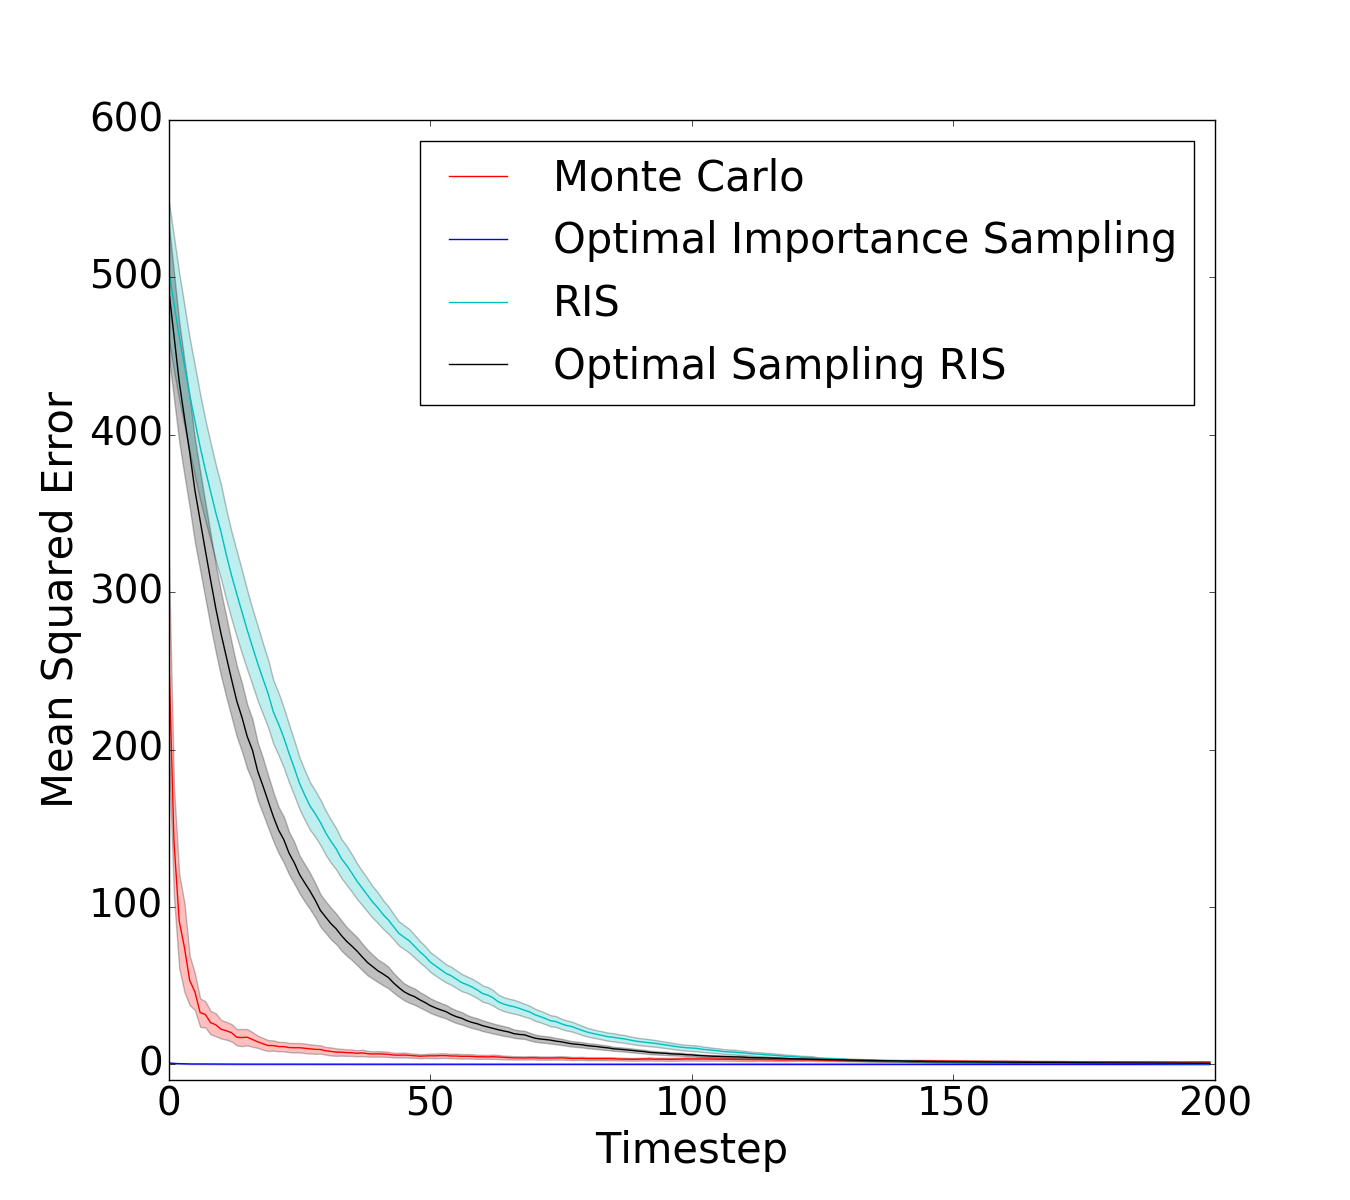 600
500
400
300
200
100
0
Mean Squared Error
Monte Carlo
Optimal Importance Sampling
RIS
Optimal Sampling RIS
0 50 100 150 200
Timestep